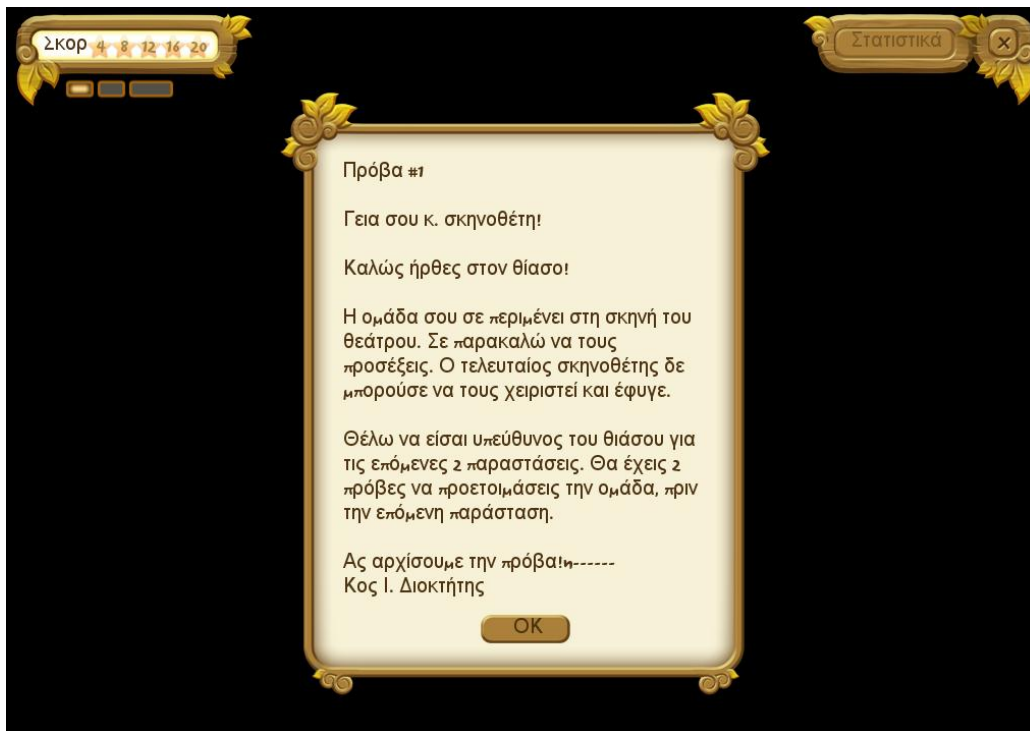 Σκορ 4 8 12 16 20
Στατιστικά
x
Πρόβα #1
Γεια σου κ. σκηνοθέτη!
Καλώς ήρθες στον θίασο!
Η ομάδα σου σε περιμένει στη σκηνή του
θεάτρου. Σε παρακαλώ να τους
προσέξεις. Ο τελευταίος σκηνοθέτης δε
μπορούσε να τους χειριστεί και έφυγε.
Θέλω να είσαι υπεύθυνος του θιάσου για
τις επόμενες 2 παραστάσεις. Θα έχεις 2
πρόβες να προετοιμάσεις την ομάδα, πριν
την επόμενη παράσταση.
Ας αρχίσουμε την πρόβα!n------
Κος Ι. Διοκτήτης
OK